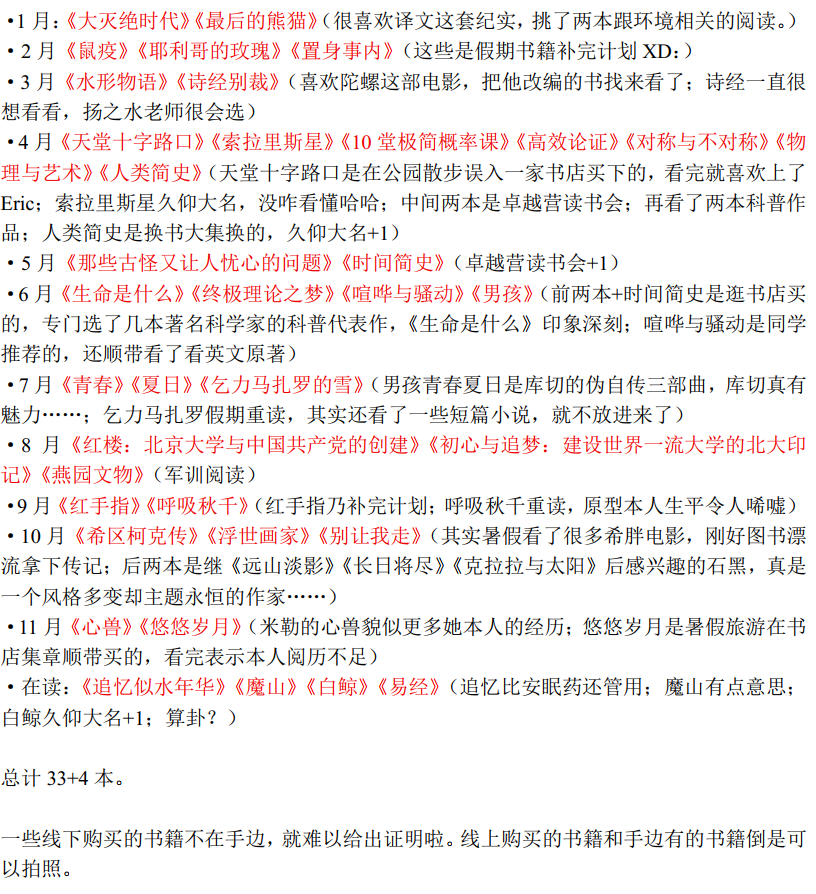 ·1 月：《大灭绝时代》《最后的熊猫》（很喜欢译文这套纪实，挑了两本跟环境相关的阅读。）
·2 月《鼠疫》《耶利哥的玫瑰》《置身事内》（这些是假期书籍补完计划 XD：）
·3 月《水形物语》《诗经别裁》（喜欢陀螺这部电影，把他改编的书找来看了；诗经一直很
想看看，扬之水老师很会选）
·4 月《天堂十字路口》《索拉里斯星》《10 堂极简概率课》《高效论证》《对称与不对称》《物
理与艺术》《人类简史》（天堂十字路口是在公园散步误入一家书店买下的，看完就喜欢上了
Eric；索拉里斯星久仰大名，没咋看懂哈哈；中间两本是卓越营读书会；再看了两本科普作
品；人类简史是换书大集换的，久仰大名+1）
·5 月《那些古怪又让人忧心的问题》《时间简史》（卓越营读书会+1）
·6 月《生命是什么》《终极理论之梦》《喧哗与骚动》《男孩》（前两本+时间简史是逛书店买
的，专门选了几本著名科学家的科普代表作，《生命是什么》印象深刻；喧哗与骚动是同学
推荐的，还顺带看了看英文原著）
·7 月《青春》《夏日》《乞力马扎罗的雪》（男孩青春夏日是库切的伪自传三部曲，库切真有
魅力……；乞力马扎罗假期重读，其实还看了一些短篇小说，就不放进来了）
·8 月《红楼：北京大学与中国共产党的创建》《初心与追梦：建设世界一流大学的北大印
记》《燕园文物》（军训阅读）
·9 月《红手指》《呼吸秋千》（红手指乃补完计划；呼吸秋千重读，原型本人生平令人唏嘘）
·10 月《希区柯克传》《浮世画家》《别让我走》（其实暑假看了很多希胖电影，刚好图书漂
流拿下传记；后两本是继《远山淡影》《长日将尽》《克拉拉与太阳》后感兴趣的石黑，真是
一个风格多变却主题永恒的作家……）
·11 月《心兽》《悠悠岁月》（米勒的心兽貌似更多她本人的经历；悠悠岁月是暑假旅游在书
店集章顺带买的，看完表示本人阅历不足）
·在读：《追忆似水年华》《魔山》《白鲸》《易经》（追忆比安眠药还管用；魔山有点意思；
白鲸久仰大名+1；算卦？）
总计 33+4 本。
一些线下购买的书籍不在手边，就难以给出证明啦。线上购买的书籍和手边有的书籍倒是可
以拍照。